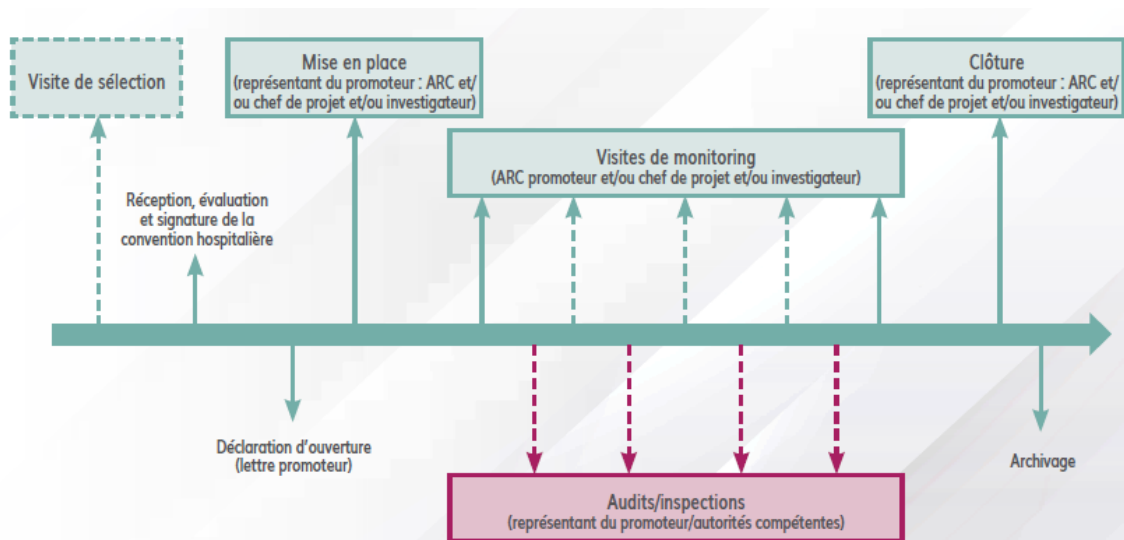 Visite de sélection
Mise en place
(représentant du promoteur : ARC et/
ou chef de projet et/ou investigateur)
Clôture
(représentant du promoteur : ARC et/
ou chef de projet et/ou investigateur)
Visites de monitoring
(ARC promoteur et/ou chef de projet et/ou investigateur)
Réception, évaluation
et signature de la
convention hospitalière
Déclaration d’ouverture
(lettre promoteur)
Archivage
Audits/inspections
(représentant du promoteur/autorités compétentes)